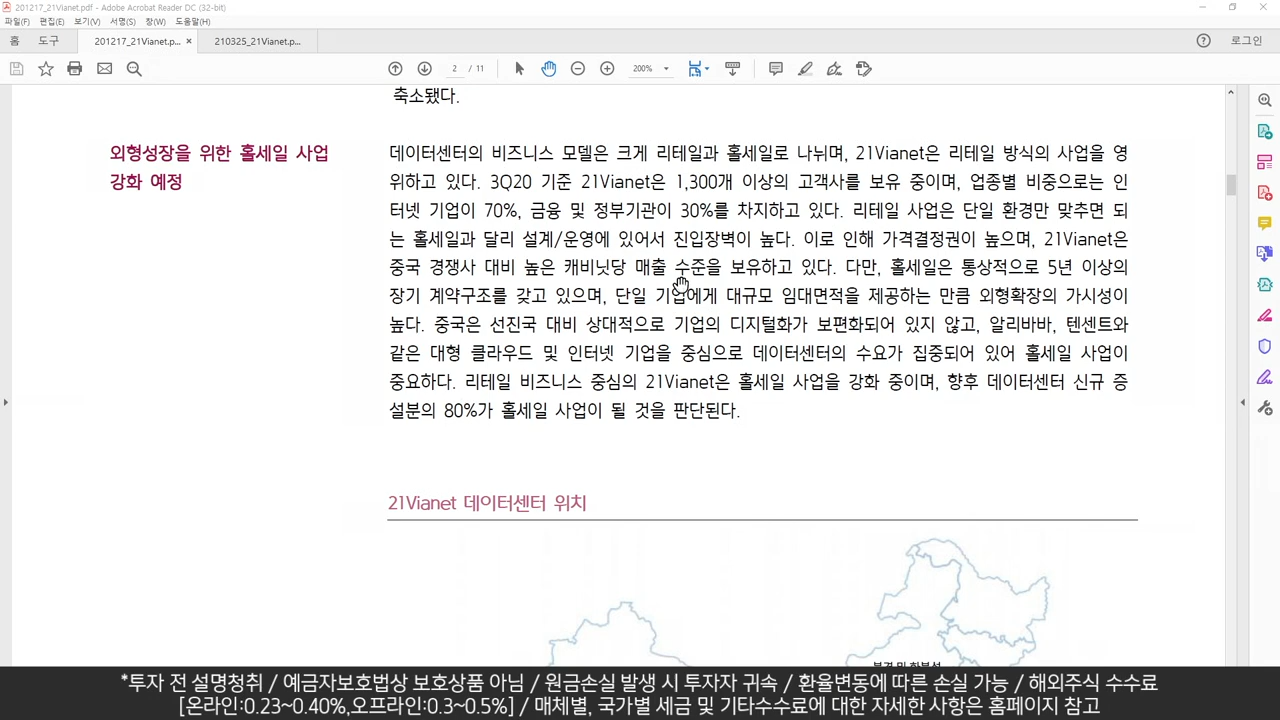 201217_21Vianet.pdf - Adobe Acrobat Reader DC (32-bit)
파일(F) 편집(E) 보기(V) 서명(S) 창(W) 도움말(H)
홈 도구 201217_21Vianet.p... × 210325_21Vianet.p... 로그인
2 / 11 200%
축소됐다.
외형성장을 위한 홀세일 사업
강화 예정
데이터센터의 비즈니스 모델은 크게 리테일과 홀세일로 나뉘며, 21Vianet은 리테일 방식의 사업을 영
위하고 있다. 3Q20 기준 21Vianet은 1,300개 이상의 고객사를 보유 중이며, 업종별 비중으로는 인
터넷 기업이 70%, 금융 및 정부기관이 30%를 차지하고 있다. 리테일 사업은 단일 환경만 맞추면 되
는 홀세일과 달리 설계/운영에 있어서 진입장벽이 높다. 이로 인해 가격결정권이 높으며, 21Vianet은
중국 경쟁사 대비 높은 캐비닛당 매출 수준을 보유하고 있다. 다만, 홀세일은 통상적으로 5년 이상의
장기 계약구조를 갖고 있으며, 단일 기업에게 대규모 임대면적을 제공하는 만큼 외형확장의 가시성이
높다. 중국은 선진국 대비 상대적으로 기업의 디지털화가 보편화되어 있지 않고, 알리바바, 텐센트와
같은 대형 클라우드 및 인터넷 기업을 중심으로 데이터센터의 수요가 집중되어 있어 홀세일 사업이
중요하다. 리테일 비즈니스 중심의 21Vianet은 홀세일 사업을 강화 중이며, 향후 데이터센터 신규 증
설분의 80%가 홀세일 사업이 될 것을 판단된다.
21Vianet 데이터센터 위치
*투자 전 설명청취 / 예금자보호법상 보호상품 아님 / 원금손실 발생 시 투자자 귀속 / 환율변동에 따른 손실 가능 / 해외주식 수수료
[온라인:0.23~0.40%,오프라인:0.3~0.5%] / 매체별, 국가별 세금 및 기타수수료에 대한 자세한 사항은 홈페이지 참고